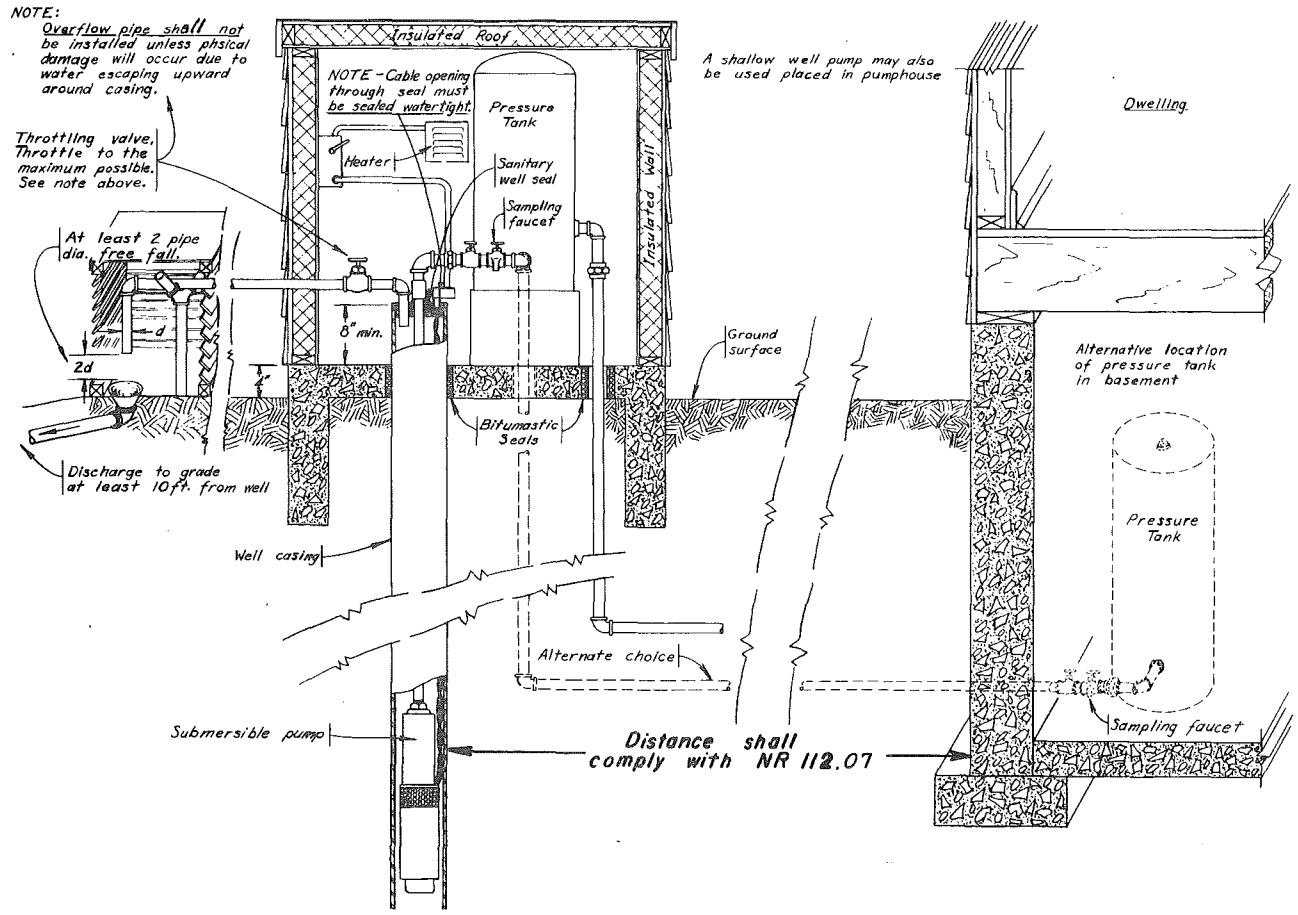 NOTE:
Overflow pipe shall not
be installed unless phsical
damage will occur due to
water escaping upward
around casing.
Throttling valve.
Throttle to the
maximum possible.
See note above.
At least 2 pipe
dia., free fall.
d
2d
Discharge to grade
at least 10 ft. from well
Insulated Roof
NOTE - Cable opening
through seal must
be sealed watertight.
Pressure
Tank
Heater
Sanitary
well seal
Sampling
faucet
Insulated Wall
8" min.
4"
Bitumastic
Seals
Ground
surface
Well casing
Submersible pump
Alternate choice
Distance shall
comply with NR 112.07
A shallow well pump may also
be used placed in pumphouse
Dwelling
Alternative location
of pressure tank
in basement
Pressure
Tank
Sampling faucet